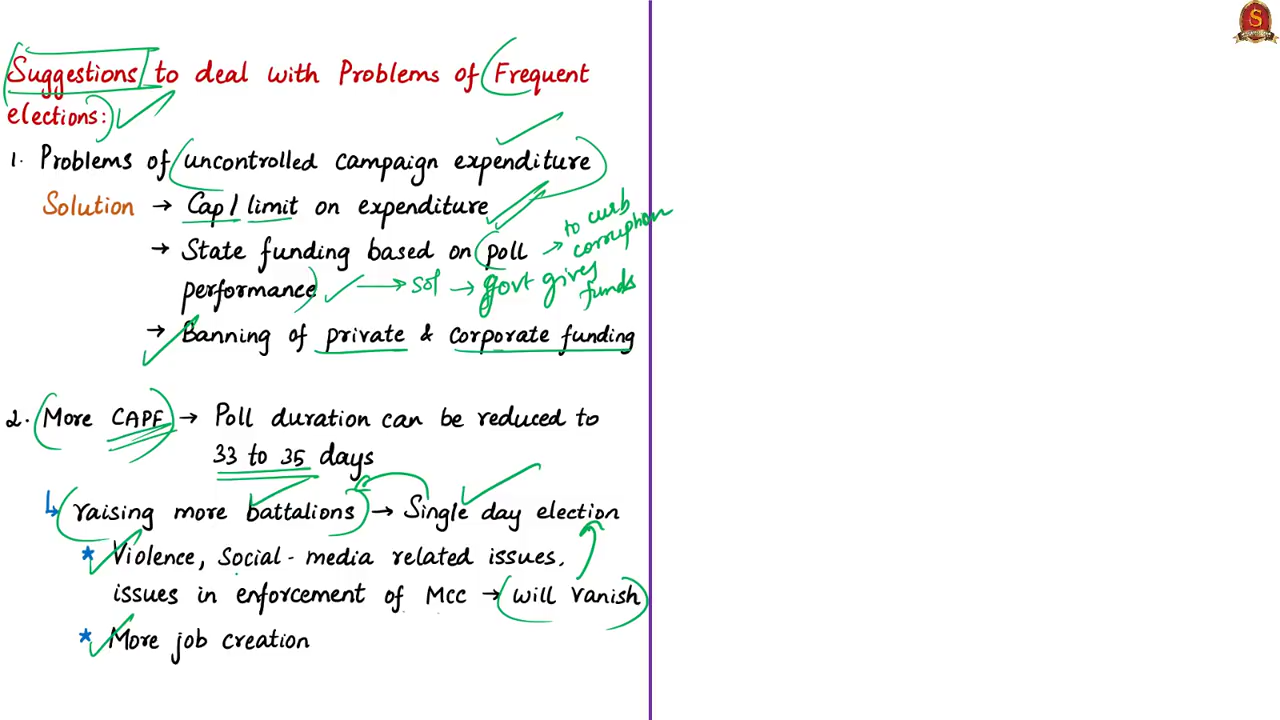 Suggestions to deal with Problems of Frequent
elections:
1. Problems of uncontrolled campaign expenditure
Solution → Cap / limit on expenditure
→ State funding based on poll
performance
→ to curb
corruption
→ sol → govt gives
funds
→ Banning of private & corporate funding
2. More CAPF → Poll duration can be reduced to
33 to 35 days
↳ raising more battalions → Single day election
* Violence, Social-media related issues.
issues in enforcement of MCC → will vanish
* More job creation
S